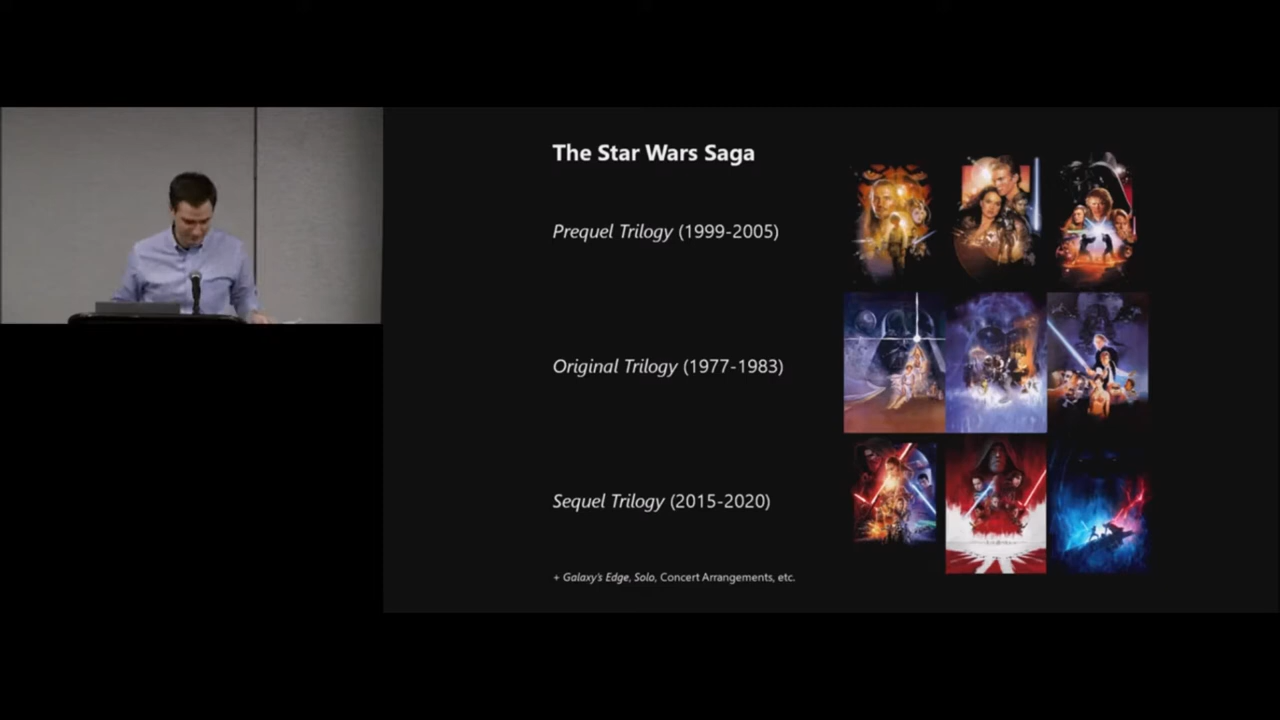 The Star Wars Saga
Prequel Trilogy (1999-2005)
Original Trilogy (1977-1983)
Sequel Trilogy (2015-2020)
+ Galaxy's Edge, Solo, Concert Arrangements, etc.